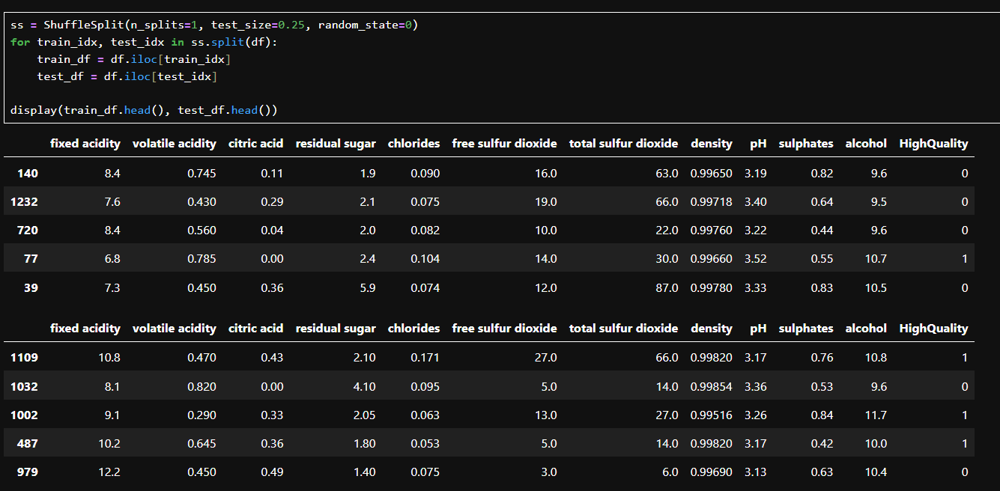 ss = ShuffleSplit(n_splits=1, test_size=0.25, random_state=0)
for train_idx, test_idx in ss.split(df):
    train_df = df.iloc[train_idx]
    test_df = df.iloc[test_idx]
display(train_df.head(), test_df.head())
fixed acidity volatile acidity citric acid residual sugar chlorides free sulfur dioxide total sulfur dioxide density pH sulphates alcohol HighQuality
140 8.4 0.745 0.11 1.9 0.090 16.0 63.0 0.99650 3.19 0.82 9.6 0
1232 7.6 0.430 0.29 2.1 0.075 19.0 66.0 0.99718 3.40 0.64 9.5 0
720 8.4 0.560 0.04 2.0 0.082 10.0 22.0 0.99760 3.22 0.44 9.6 0
77 6.8 0.785 0.00 2.4 0.104 14.0 30.0 0.99660 3.52 0.55 10.7 1
39 7.3 0.450 0.36 5.9 0.074 12.0 87.0 0.99780 3.33 0.83 10.5 0
fixed acidity volatile acidity citric acid residual sugar chlorides free sulfur dioxide total sulfur dioxide density pH sulphates alcohol HighQuality
1109 10.8 0.470 0.43 2.10 0.171 27.0 66.0 0.99820 3.17 0.76 10.8 1
1032 8.1 0.820 0.00 4.10 0.095 5.0 14.0 0.99854 3.36 0.53 9.6 0
1002 9.1 0.290 0.33 2.05 0.063 13.0 27.0 0.99516 3.26 0.84 11.7 1
487 10.2 0.645 0.36 1.80 0.053 5.0 14.0 0.99820 3.17 0.42 10.0 1
979 12.2 0.450 0.49 1.40 0.075 3.0 6.0 0.99690 3.13 0.63 10.4 0